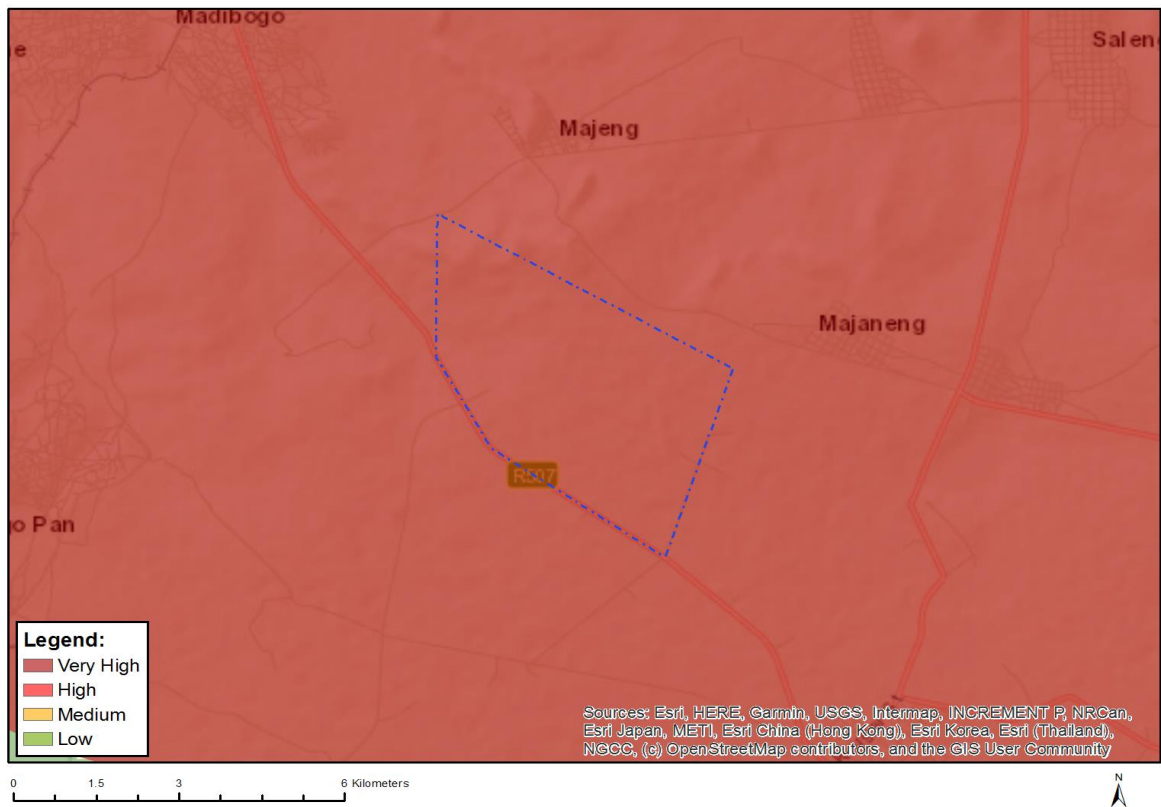 Madibogo
e
Saleng
Majeng
Majaneng
R507
go Pan
Legend:
Very High
High
Medium
Low
Sources: Esri, HERE, Garmin, USGS, Intermap, INCREMENT P, NRCan,
Esri Japan, METI, Esri China (Hong Kong), Esri Korea, Esri (Thailand),
NGCC, (c) OpenStreetMap contributors, and the GIS User Community
0 1.5 3 6 Kilometers
N